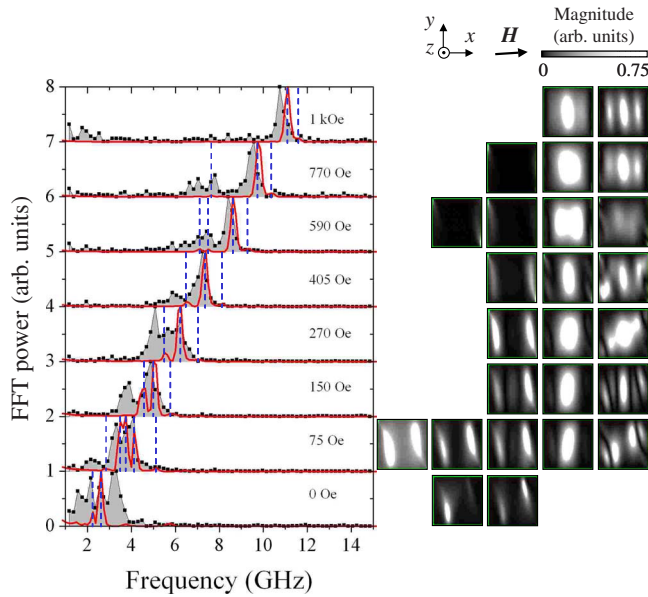 y
z
x
H
Magnitude
(arb. units)
0
0.75
FFT power (arb. units)
8
7
6
5
4
3
2
1
0
1 kOe
770 Oe
590 Oe
405 Oe
270 Oe
150 Oe
75 Oe
0 Oe
2 4 6 8 10 12 14
Frequency (GHz)